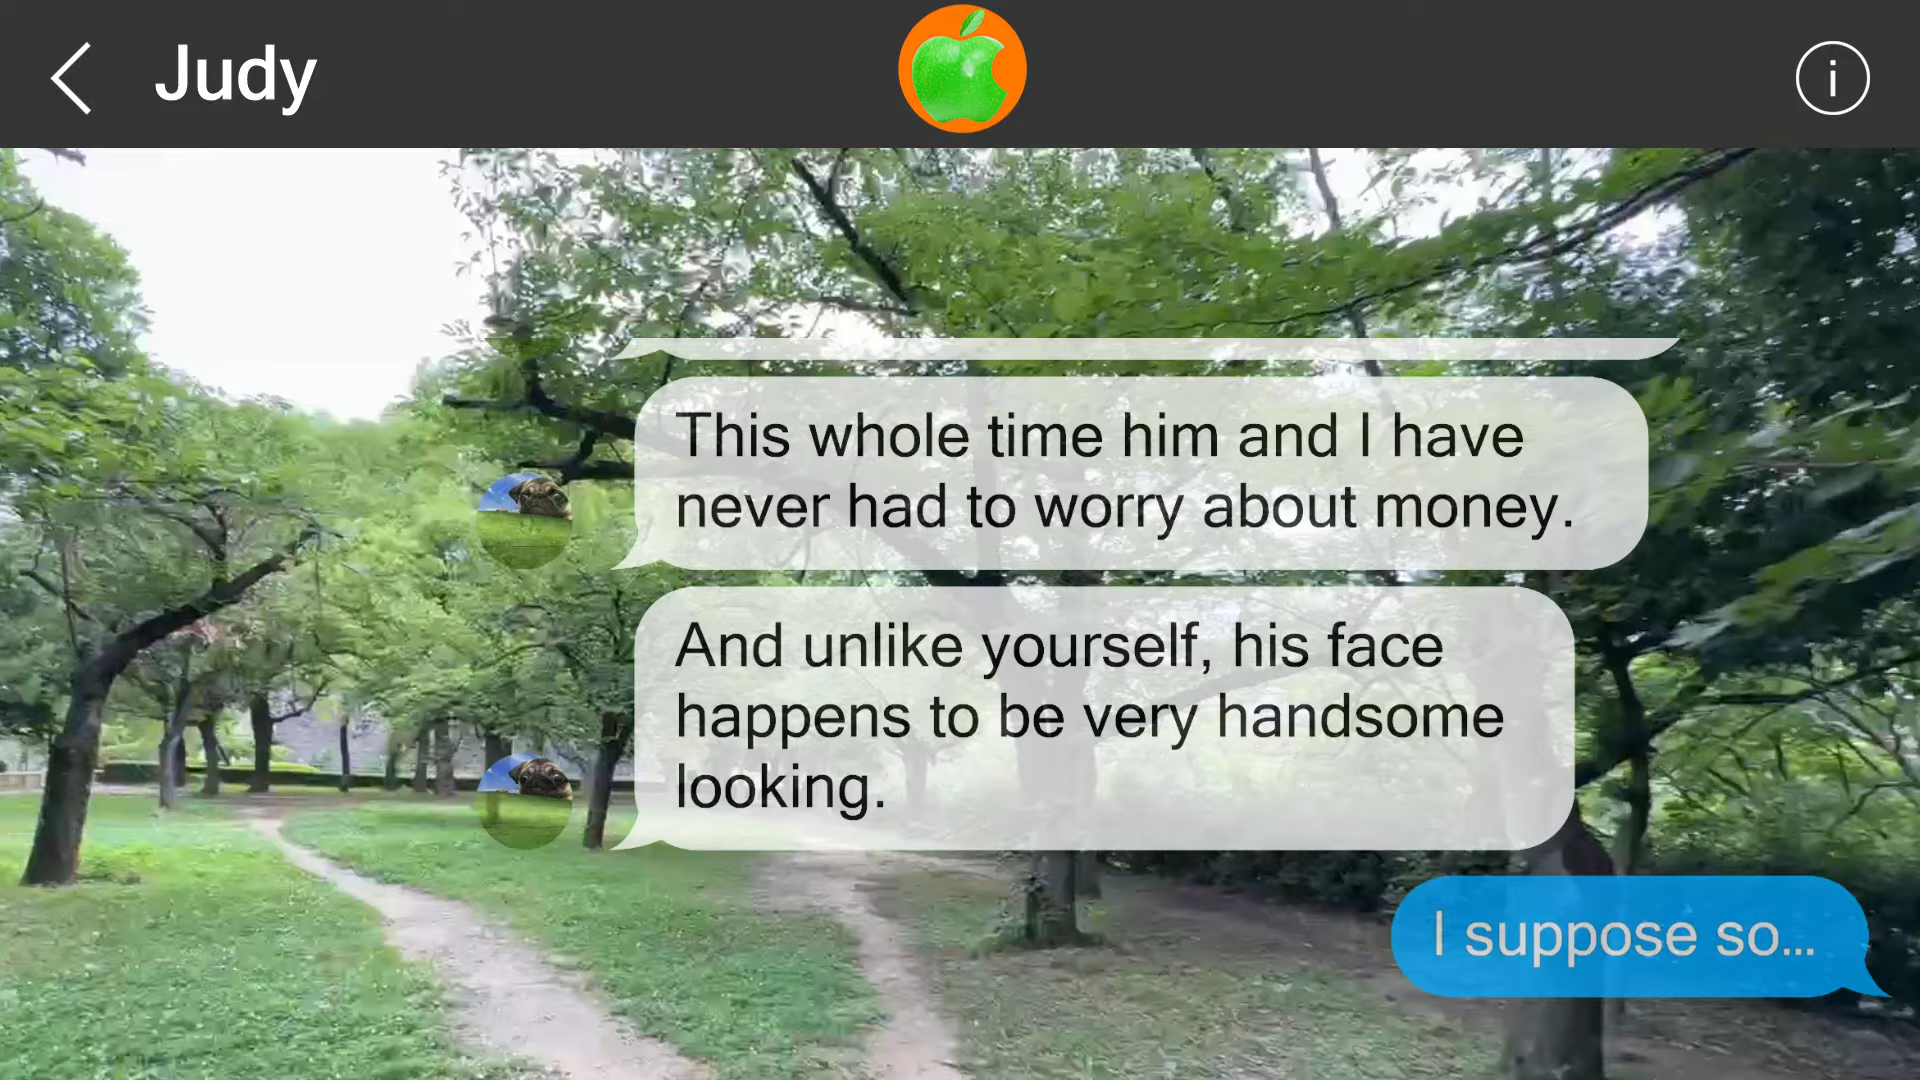 Judy
This whole time him and I have
never had to worry about money.
And unlike yourself, his face
happens to be very handsome
looking.
I suppose so...